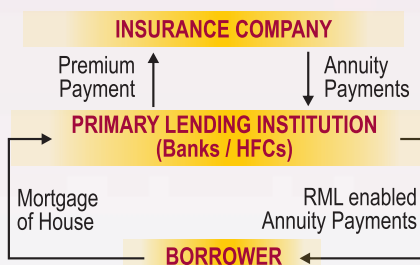 INSURANCE COMPANY
Premium
Payment
Annuity
Payments
PRIMARY LENDING INSTITUTION
(Banks / HFCs)
Mortgage
of House
RML enabled
Annuity Payments
BORROWER